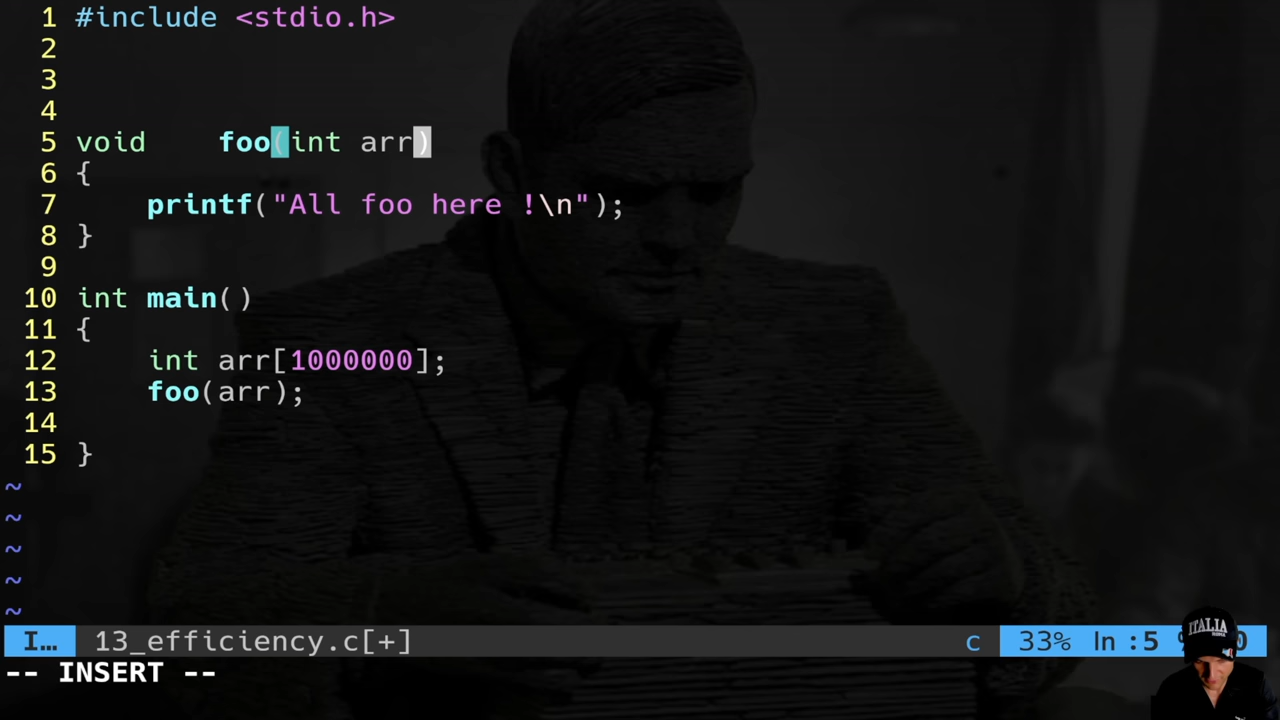 1 #include <stdio.h>
2
3
4
5 void    foo(int arr)
6 {
7     printf("All foo here !\n");
8 }
9
10 int main()
11 {
12     int arr[1000000];
13     foo(arr);
14
15 }
~
~
~
~
~
I… 13_efficiency.c[+] c 33% ln :5
-- INSERT --
ITALIA